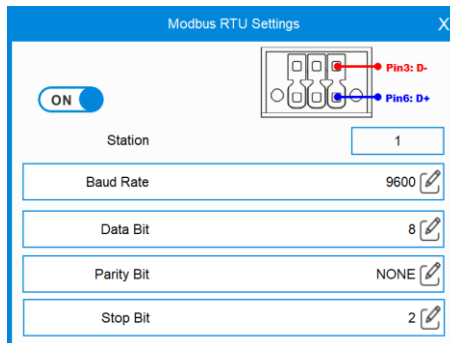 Modbus RTU Settings X
Pin3: D-
ON
Pin6: D+
Station 1
Baud Rate 9600
Data Bit 8
Parity Bit NONE
Stop Bit 2